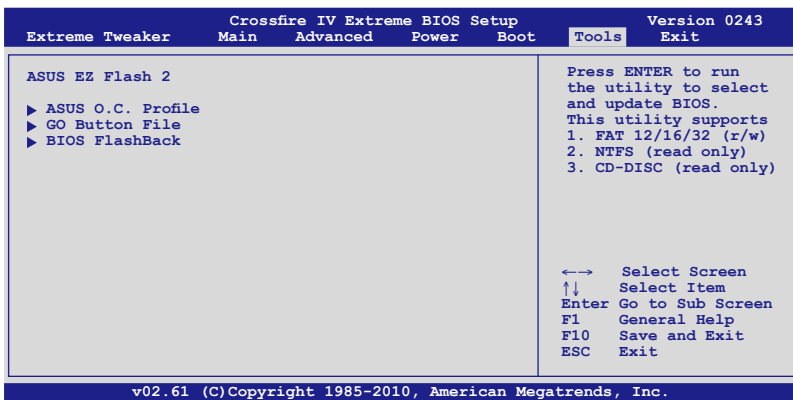 Crossfire IV Extreme BIOS Setup Version 0243
Extreme Tweaker Main Advanced Power Boot Tools Exit
ASUS EZ Flash 2
▶ ASUS O.C. Profile
▶ GO Button File
▶ BIOS FlashBack
Press ENTER to run
the utility to select
and update BIOS.
This utility supports
1. FAT 12/16/32 (r/w)
2. NTFS (read only)
3. CD-DISC (read only)
←→ Select Screen
↑↓ Select Item
Enter Go to Sub Screen
F1 General Help
F10 Save and Exit
ESC Exit
v02.61 (C)Copyright 1985-2010, American Megatrends, Inc.